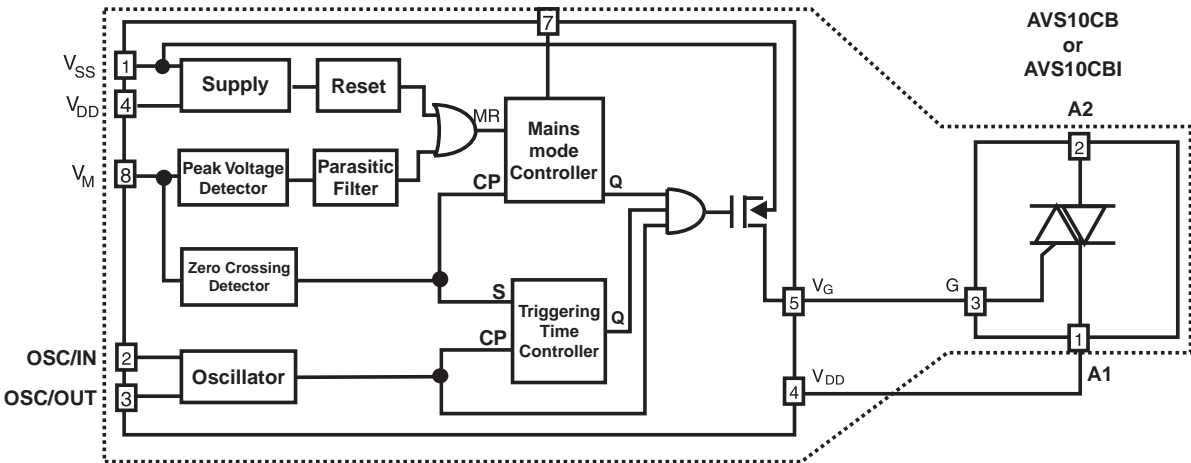 AVS10CB
or
AVS10CBI
7
VSS
1
Supply
Reset
VDD
4
MR
Mains
mode
Controller
A2
2
VM
8
Peak Voltage
Detector
Parasitic
Filter
CP
Q
Zero Crossing
Detector
S
Triggering
Time
Controller
Q
CP
5
VG
G
3
1
A1
OSC/IN
2
OSC/OUT
3
Oscillator
4
VDD